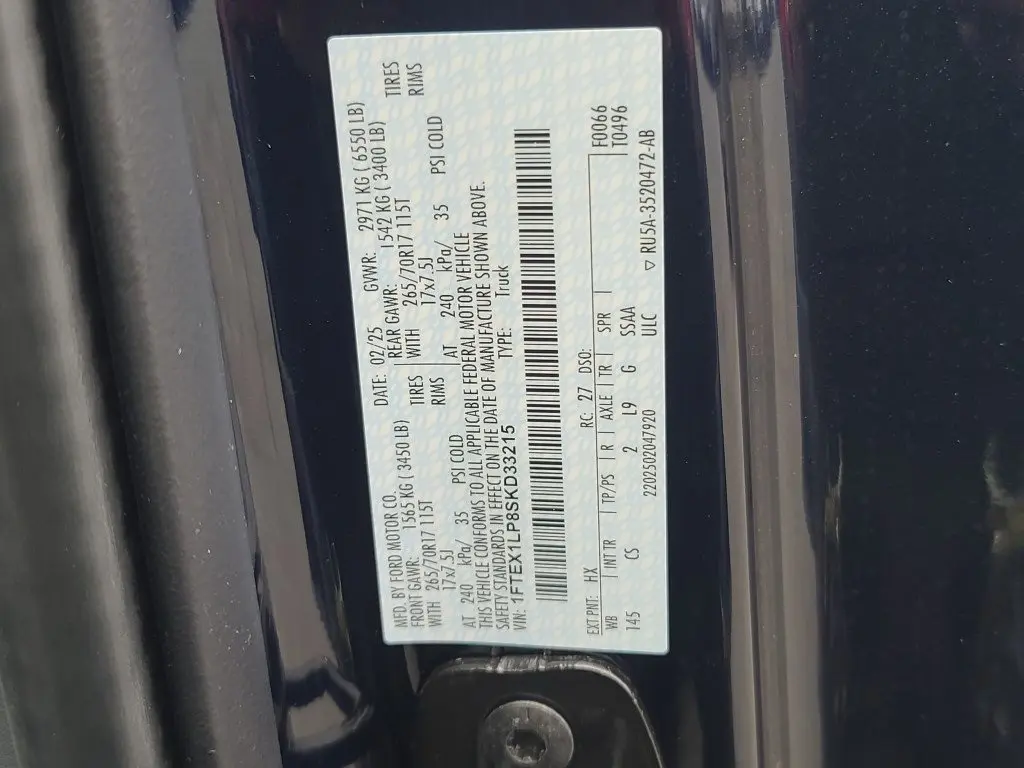 MFD. BY FORD MOTOR CO.
DATE: 02/25 GVWR: 2971 KG ( 6550 LB)
FRONT GAWR: 1565 KG ( 3450 LB) REAR GAWR: 1542 KG ( 3400 LB)
WITH 265/70R17 115T TIRES WITH 265/70R17 115T TIRES
17x7.5J RIMS 17x7.5J RIMS
AT 240 kPa/ 35 PSI COLD AT 240 kPa/ 35 PSI COLD
THIS VEHICLE CONFORMS TO ALL APPLICABLE FEDERAL MOTOR VEHICLE
SAFETY STANDARDS IN EFFECT ON THE DATE OF MANUFACTURE SHOWN ABOVE.
VIN: 1FTEX1LP8SKD33215 TYPE: Truck
EXT PNT: HX RC: 27 DSO: F0066
WB INT TR TP/PS R AXLE TR SPR T0496
145 CS 2 L9 G SSAA
UILC
2202502047920 ▽ RU5A-3520472-AB